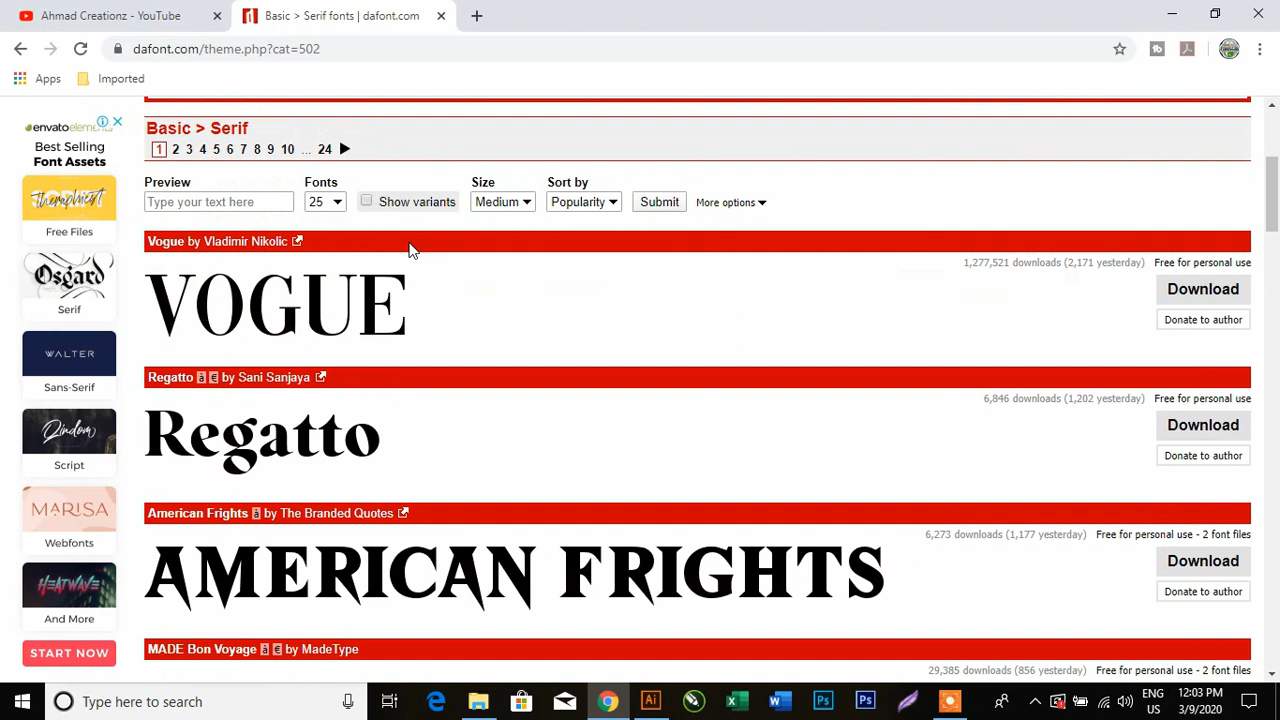 Ahmad Creationz - YouTube
Basic > Serif fonts | dafont.com
dafont.com/theme.php?cat=502
Apps
Imported
envatoelements
Best Selling
Font Assets
Free Files
Osgard
Serif
WALTER
Sans-Serif
Qindom
Script
MARISA
Webfonts
HEATWAVE
And More
START NOW
Basic > Serif
1 2 3 4 5 6 7 8 9 10 ... 24
Preview Fonts Size Sort by
Type your text here 25 Show variants Medium Popularity Submit More options
Vogue by Vladimir Nikolic
1,277,521 downloads (2,171 yesterday) Free for personal use
VOGUE
Download
Donate to author
Regatto à € by Sani Sanjaya
6,846 downloads (1,202 yesterday) Free for personal use
Regatto
Download
Donate to author
American Frights à by The Branded Quotes
6,273 downloads (1,177 yesterday) Free for personal use - 2 font files
AMERICAN FRIGHTS
Download
Donate to author
MADE Bon Voyage à € by MadeType
29,385 downloads (856 yesterday) Free for personal use - 2 font files
Type here to search
ENG
US
12:03 PM
3/9/2020